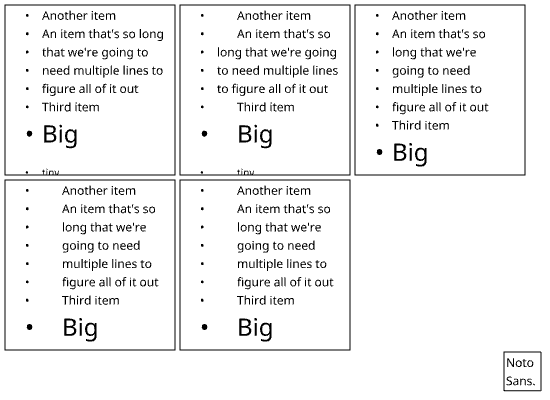 • Another item
• An item that's so long
• that we're going to
• need multiple lines to
• figure all of it out
• Third item
• Big
• tiny
• Another item
• An item that's so
• long that we're going
• to need multiple lines
• to figure all of it out
• Third item
• Big
• tiny
• Another item
• An item that's so
• long that we're
• going to need
• multiple lines to
• figure all of it out
• Third item
• Big
• Another item
• An item that's so
• long that we're
• going to need
• multiple lines to
• figure all of it out
• Third item
• Big
• Another item
• An item that's so
• long that we're
• going to need
• multiple lines to
• figure all of it out
• Third item
• Big
Noto
Sans.